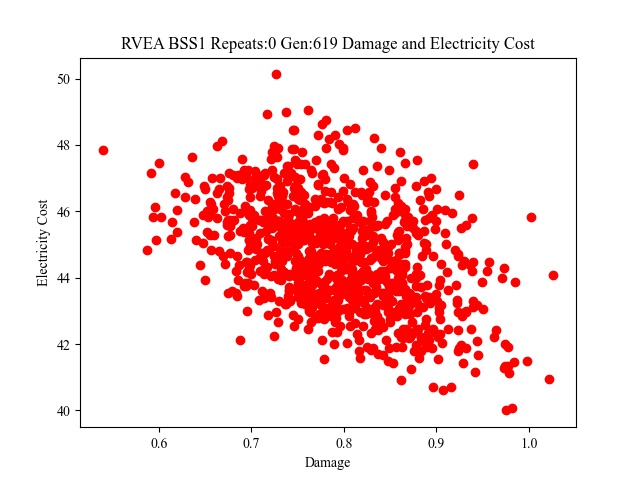 RVEA BSS1 Repeats:0 Gen:619 Damage and Electricity Cost
50
48
46
44
42
40
Electricity Cost
0.6 0.7 0.8 0.9 1.0
Damage